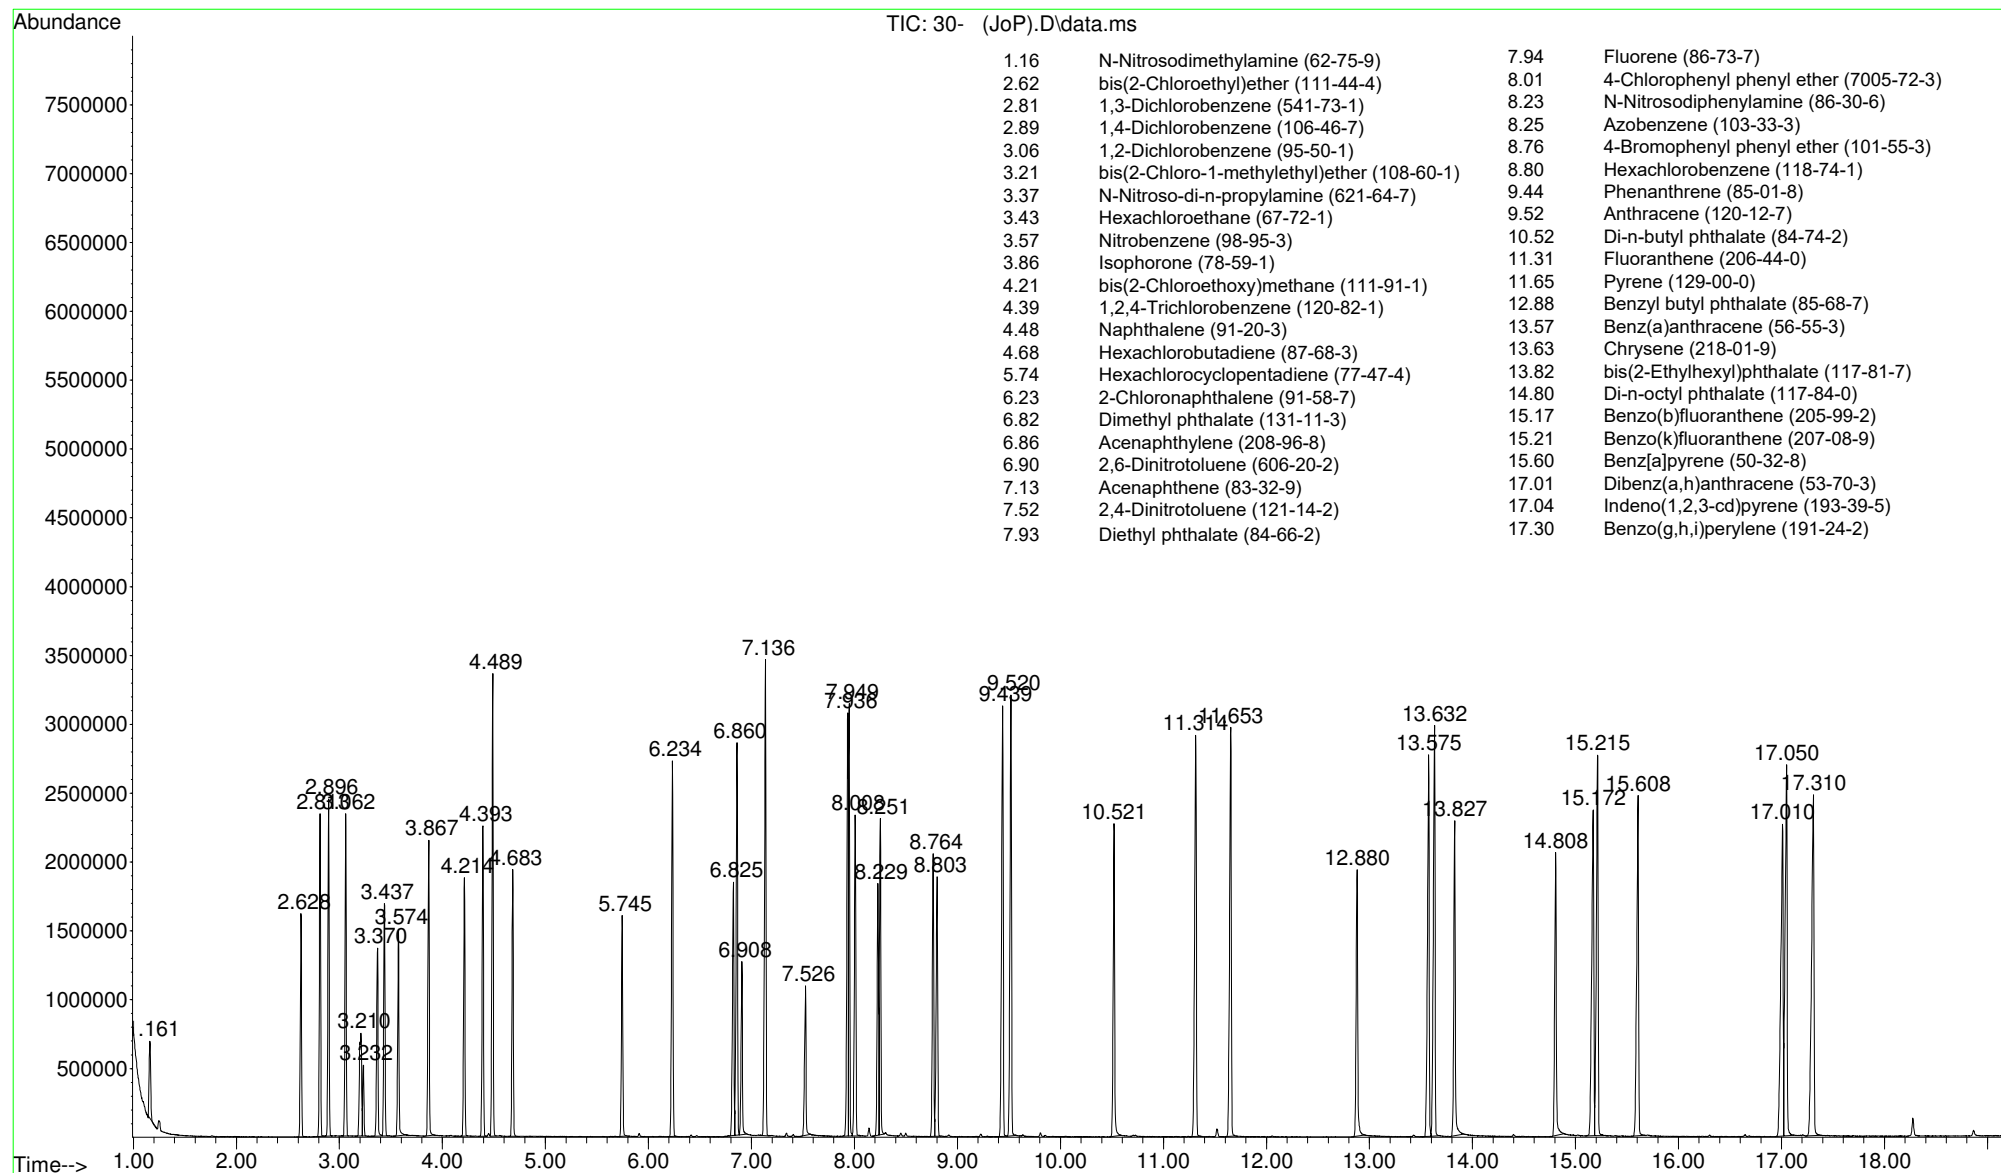 Abundance
TIC: 30- (JoP).D\data.ms
1.16 N-Nitrosodimethylamine (62-75-9)
2.62 bis(2-Chloroethyl)ether (111-44-4)
2.81 1,3-Dichlorobenzene (541-73-1)
2.89 1,4-Dichlorobenzene (106-46-7)
3.06 1,2-Dichlorobenzene (95-50-1)
3.21 bis(2-Chloro-1-methylethyl)ether (108-60-1)
3.37 N-Nitroso-di-n-propylamine (621-64-7)
3.43 Hexachloroethane (67-72-1)
3.57 Nitrobenzene (98-95-3)
3.86 Isophorone (78-59-1)
4.21 bis(2-Chloroethoxy)methane (111-91-1)
4.39 1,2,4-Trichlorobenzene (120-82-1)
4.48 Naphthalene (91-20-3)
4.68 Hexachlorobutadiene (87-68-3)
5.74 Hexachlorocyclopentadiene (77-47-4)
6.23 2-Chloronaphthalene (91-58-7)
6.82 Dimethyl phthalate (131-11-3)
6.86 Acenaphthylene (208-96-8)
6.90 2,6-Dinitrotoluene (606-20-2)
7.13 Acenaphthene (83-32-9)
7.52 2,4-Dinitrotoluene (121-14-2)
7.93 Diethyl phthalate (84-66-2)
7.94 Fluorene (86-73-7)
8.01 4-Chlorophenyl phenyl ether (7005-72-3)
8.23 N-Nitrosodiphenylamine (86-30-6)
8.25 Azobenzene (103-33-3)
8.76 4-Bromophenyl phenyl ether (101-55-3)
8.80 Hexachlorobenzene (118-74-1)
9.44 Phenanthrene (85-01-8)
9.52 Anthracene (120-12-7)
10.52 Di-n-butyl phthalate (84-74-2)
11.31 Fluoranthene (206-44-0)
11.65 Pyrene (129-00-0)
12.88 Benzyl butyl phthalate (85-68-7)
13.57 Benz(a)anthracene (56-55-3)
13.63 Chrysene (218-01-9)
13.82 bis(2-Ethylhexyl)phthalate (117-81-7)
14.80 Di-n-octyl phthalate (117-84-0)
15.17 Benzo(b)fluoranthene (205-99-2)
15.21 Benzo(k)fluoranthene (207-08-9)
15.60 Benz[a]pyrene (50-32-8)
17.01 Dibenz(a,h)anthracene (53-70-3)
17.04 Indeno(1,2,3-cd)pyrene (193-39-5)
17.30 Benzo(g,h,i)perylene (191-24-2)
7500000
7000000
6500000
6000000
5500000
5000000
4500000
4000000
3500000
3000000
2500000
2000000
1500000
1000000
500000
1.161
2.628
2.813
2.896
3.062
3.210
3.232
3.370
3.437
3.574
3.867
4.214
4.393
4.489
4.683
5.745
6.234
6.825
6.860
6.908
7.136
7.526
7.936
7.949
8.008
8.229
8.251
8.764
8.803
9.439
9.520
10.521
11.314
11.653
12.880
13.575
13.632
13.827
14.808
15.172
15.215
15.608
17.010
17.050
17.310
Time--> 1.00 2.00 3.00 4.00 5.00 6.00 7.00 8.00 9.00 10.00 11.00 12.00 13.00 14.00 15.00 16.00 17.00 18.00